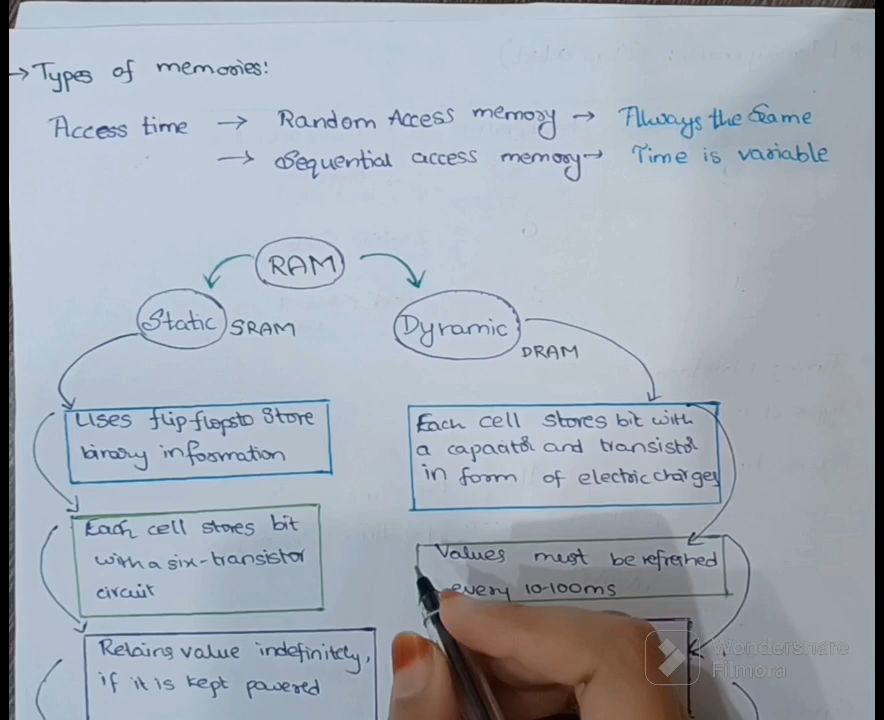 → Types of memories:
Access time → Random Access memory → Always the Same
→ Sequential access memory → Time is variable
RAM
Static SRAM
Dynamic DRAM
Uses flipflopsto Store
binary information
Each cell stores bit
with a six-transistor
circuit
Retains value indefinitely,
if it is kept powered
Each cell stores bit with
a capacitor and transistor
in form of electric charges
Values must be refreshed
every 10-100ms
Wondershare
Filmora